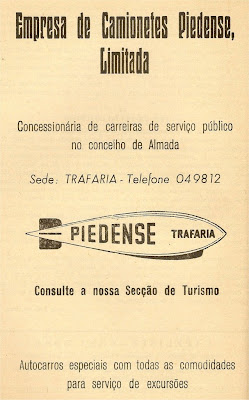 Empresa de Camionetes Piedense,
Limitada
Concessionária de carreiras de serviço público
no concelho de Almada
Sede: TRAFARIA - Telefone 049812
PIEDENSE TRAFARIA
Consulte a nossa Secção de Turismo
Autocarros especiais com todas as comodidades
para serviço de excursões